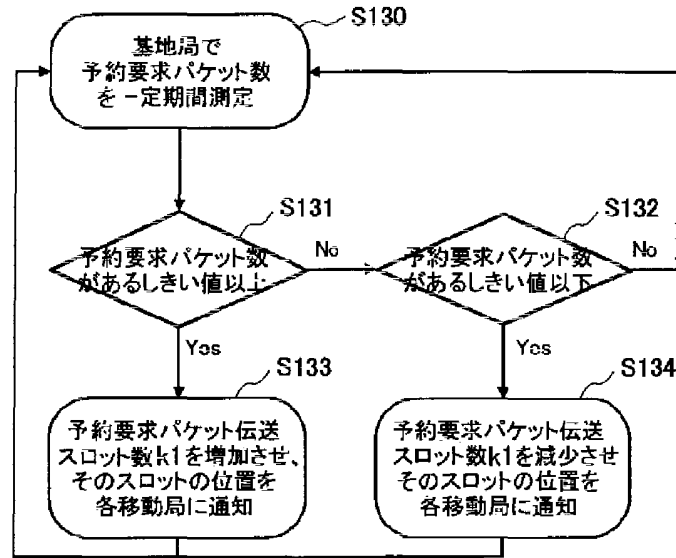 S130
基地局で
予約要求パケット数
を一定期間測定
S131
予約要求パケット数
があるしきい値以上
No
Yes
S132
予約要求パケット数
があるしきい値以下
No
Yes
S133
予約要求パケット伝送
スロット数k1を増加させ、
そのスロットの位置を
各移動局に通知
S134
予約要求パケット伝送
スロット数k1を減少させ
そのスロットの位置を
各移動局に通知